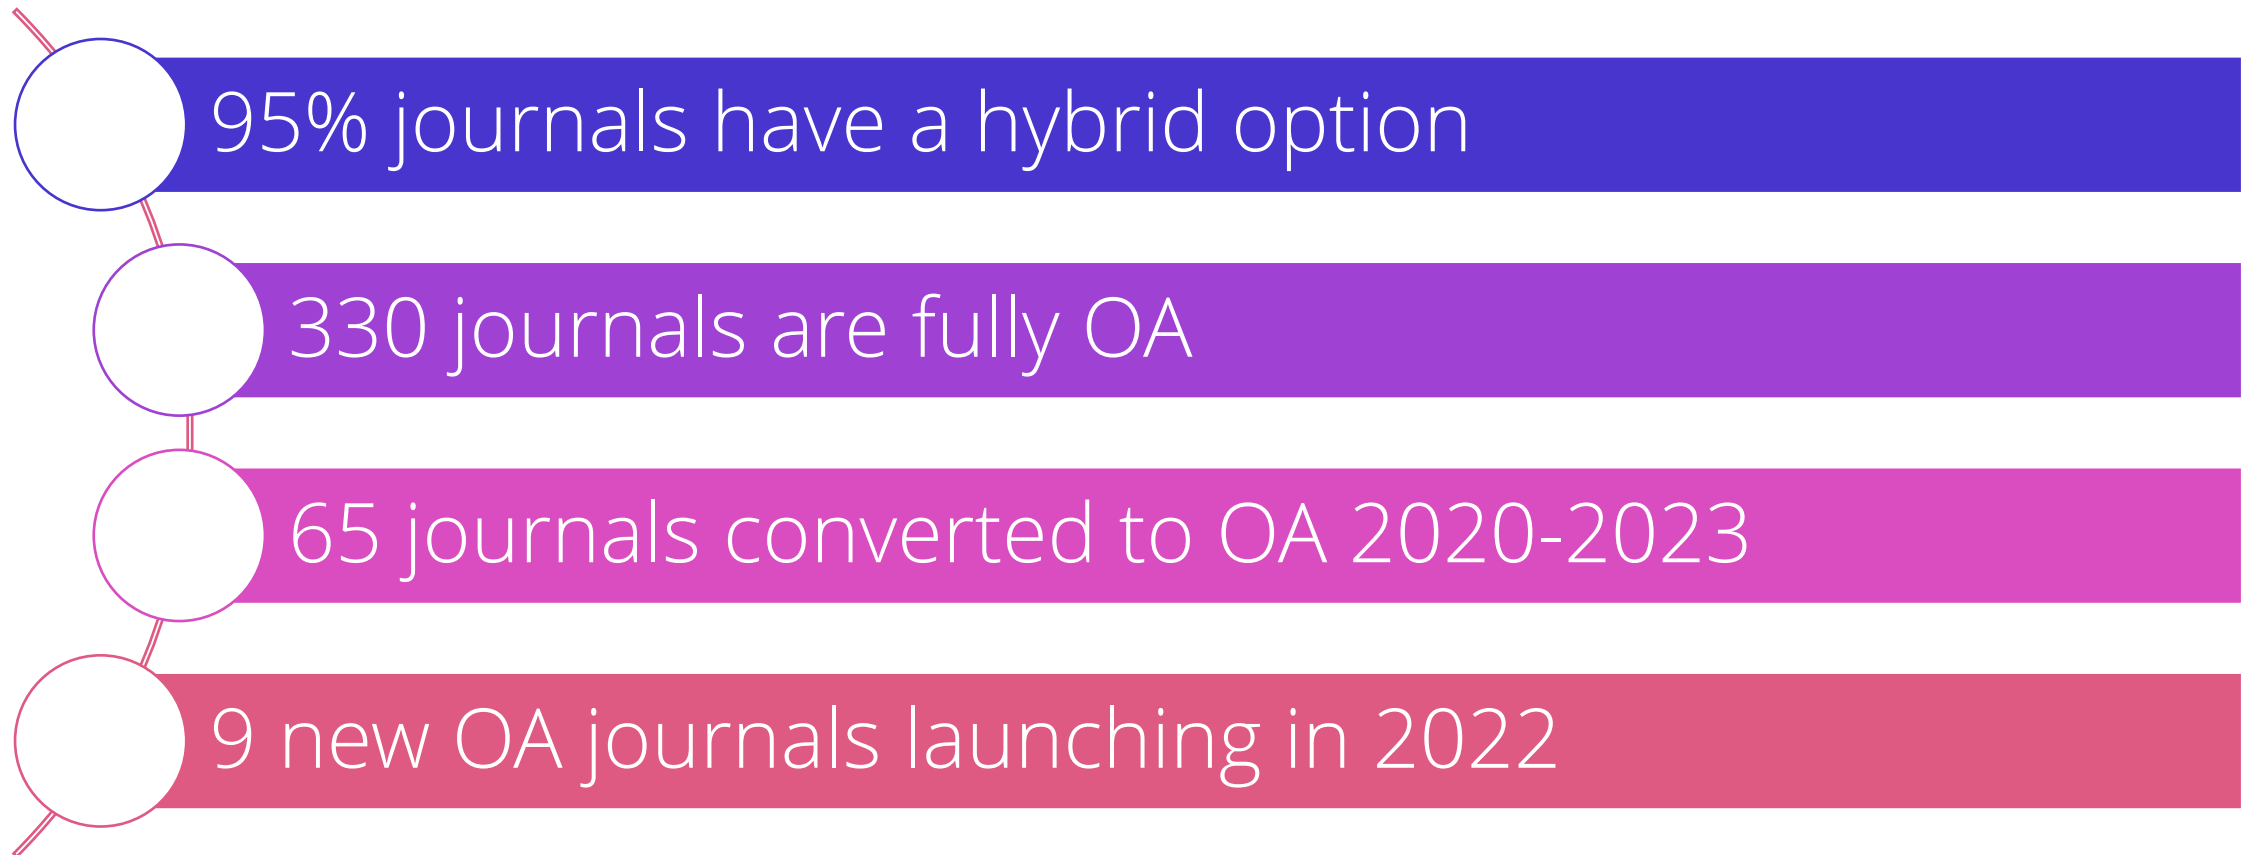 95% journals have a hybrid option
330 journals are fully OA
65 journals converted to OA 2020-2023
9 new OA journals launching in 2022